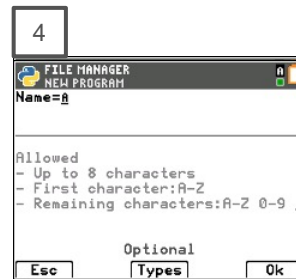 4
FILE MANAGER
NEW PROGRAM
A
Name=A
Allowed
- Up to 8 characters
- First character:A-Z
- Remaining characters:A-Z 0-9 _
Optional
Esc Types Ok